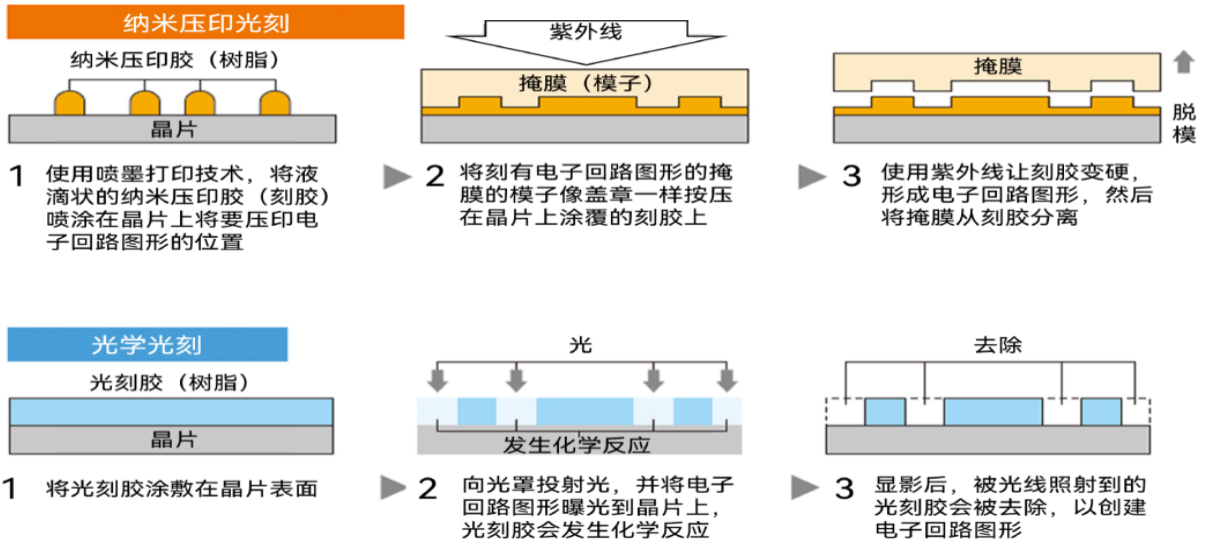 纳米压印光刻
纳米压印胶（树脂）
晶片
1 使用喷墨打印技术，将液
滴状的纳米压印胶（刻胶）
喷涂在晶片上将要压印电
子回路图形的位置
紫外线
掩膜（模子）
2 将刻有电子回路图形的掩
膜的模子像盖章一样按压
在晶片上涂覆的刻胶上
掩膜
脱
模
3 使用紫外线让刻胶变硬，
形成电子回路图形，然后
将掩膜从刻胶分离
光学光刻
光刻胶（树脂）
晶片
1 将光刻胶涂敷在晶片表面
光
发生化学反应
2 向光罩投射光，并将电子
回路图形曝光到晶片上，
光刻胶会发生化学反应
去除
3 显影后，被光线照射到的
光刻胶会被去除，以创建
电子回路图形